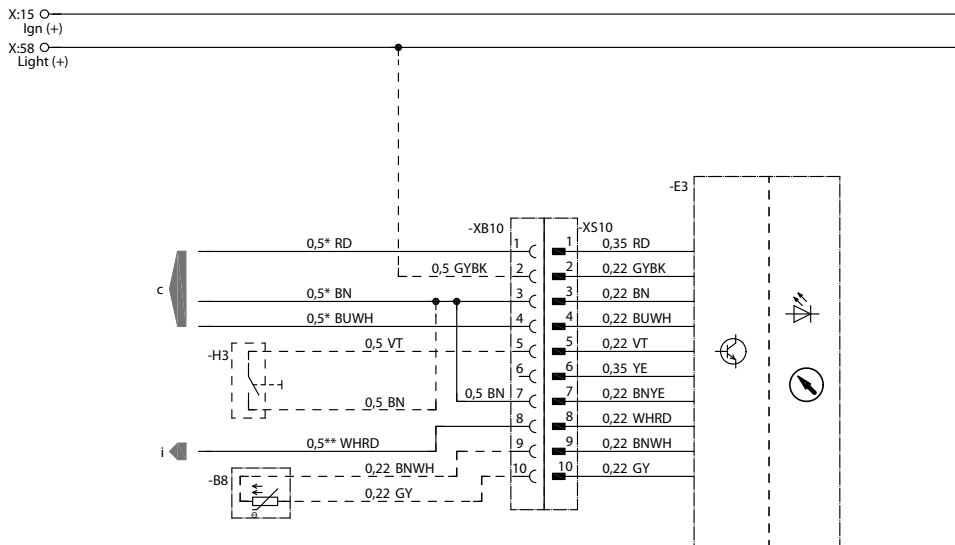 X:15
Ign (+)
X:58
Light (+)
-E3
-XB10
-XS10
0,5* RD
1
1
0,35 RD
0,5 GYBK
2
2
0,22 GYBK
c
0,5* BN
3
3
0,22 BN
0,5* BUWH
4
4
0,22 BUWH
-H3
0,5 VT
5
5
0,22 VT
6
6
0,35 YE
0,5 BN
0,5 BN
7
7
0,22 BNYE
8
8
0,22 WHRD
i
0,5** WHRD
9
9
0,22 BNWH
-B8
0,22 BNWH
10
10
0,22 GY
0,22 GY
θ